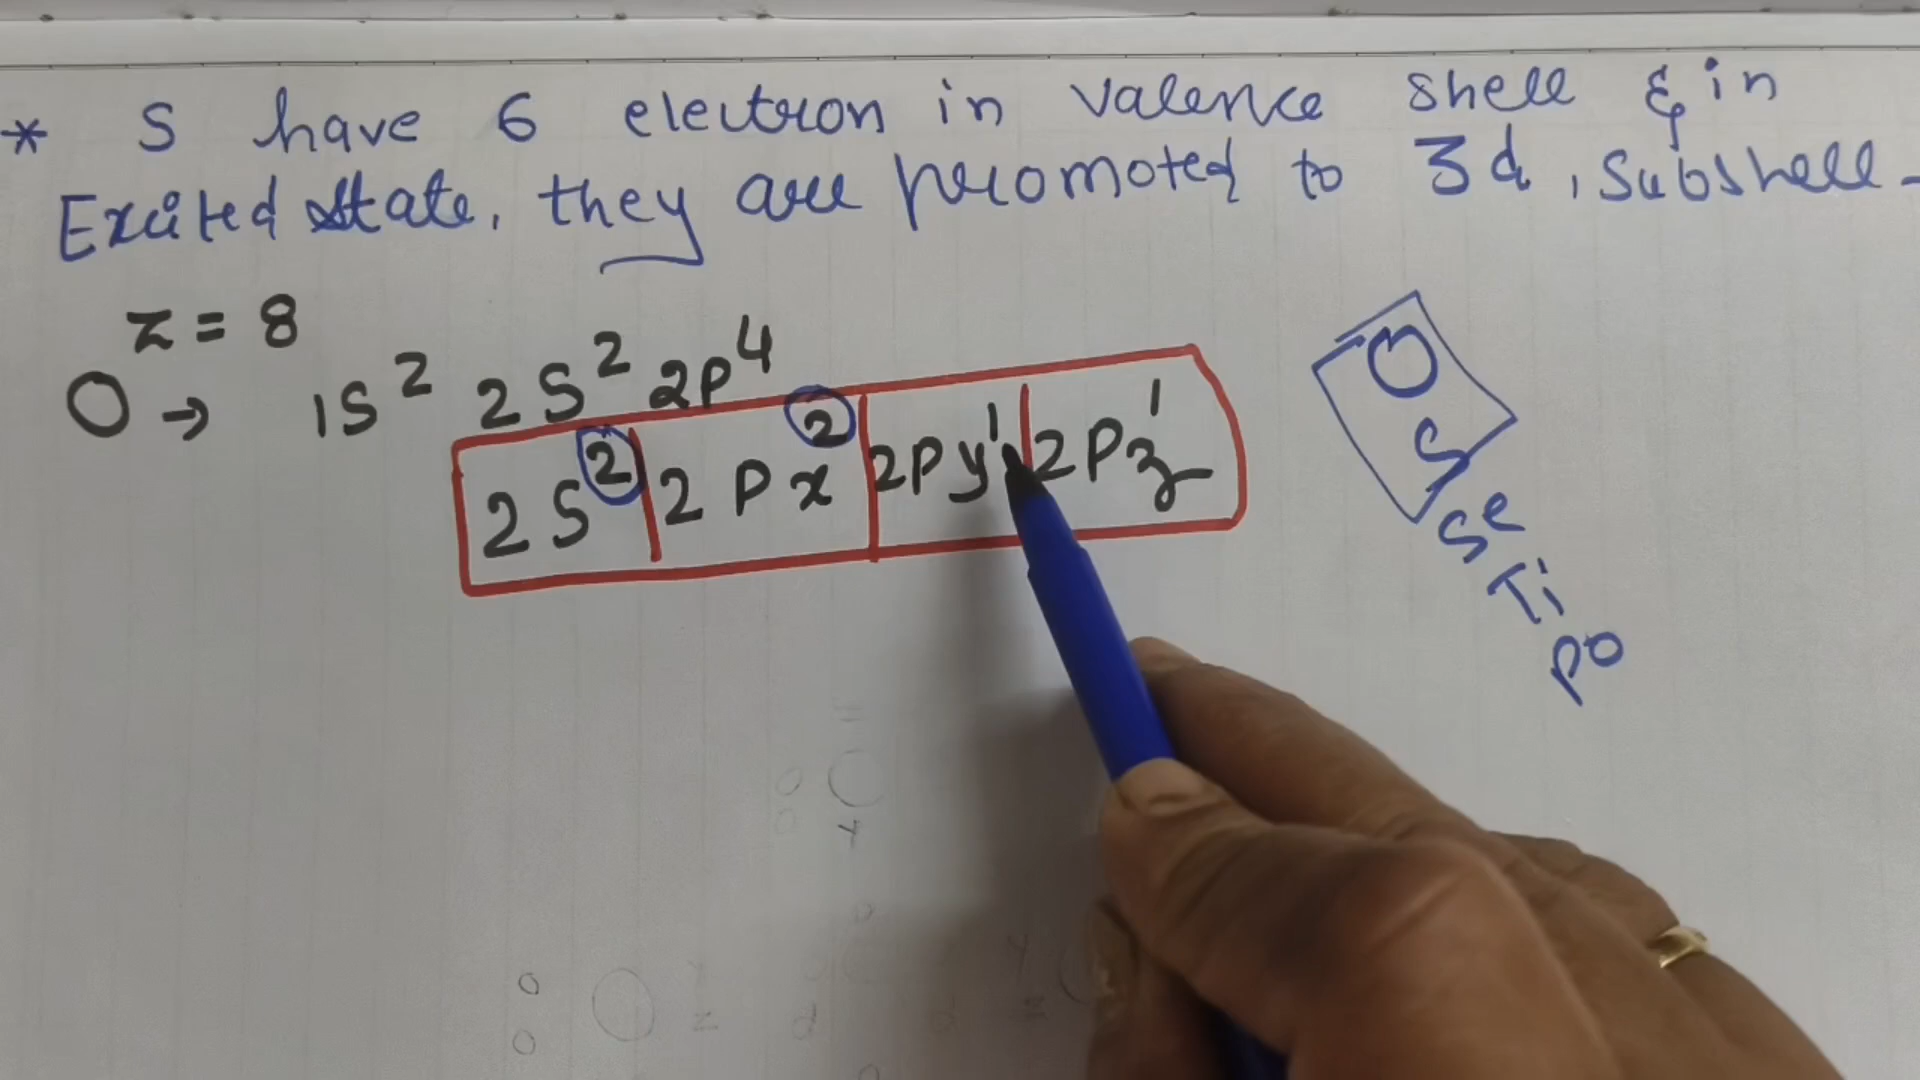 * S have 6 electron in valence shell & in
Excited state, they are promoted to 3d, subshell -
z = 8
O → 1S² 2S² 2P⁴
2S² 2Px² 2Py¹ 2Pz¹
O
S
Se
Ti
Po